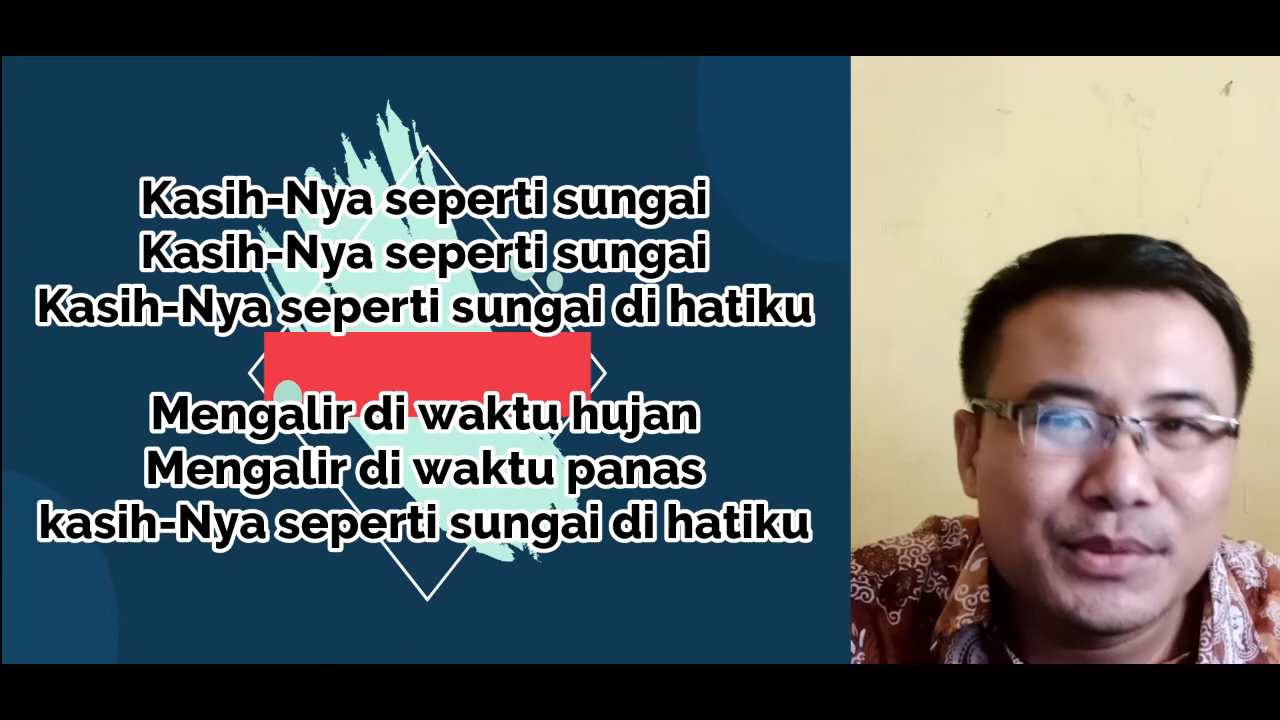 Kasih-Nya seperti sungai
Kasih-Nya seperti sungai
Kasih-Nya seperti sungai di hatiku
Mengalir di waktu hujan
Mengalir di waktu panas
kasih-Nya seperti sungai di hatiku